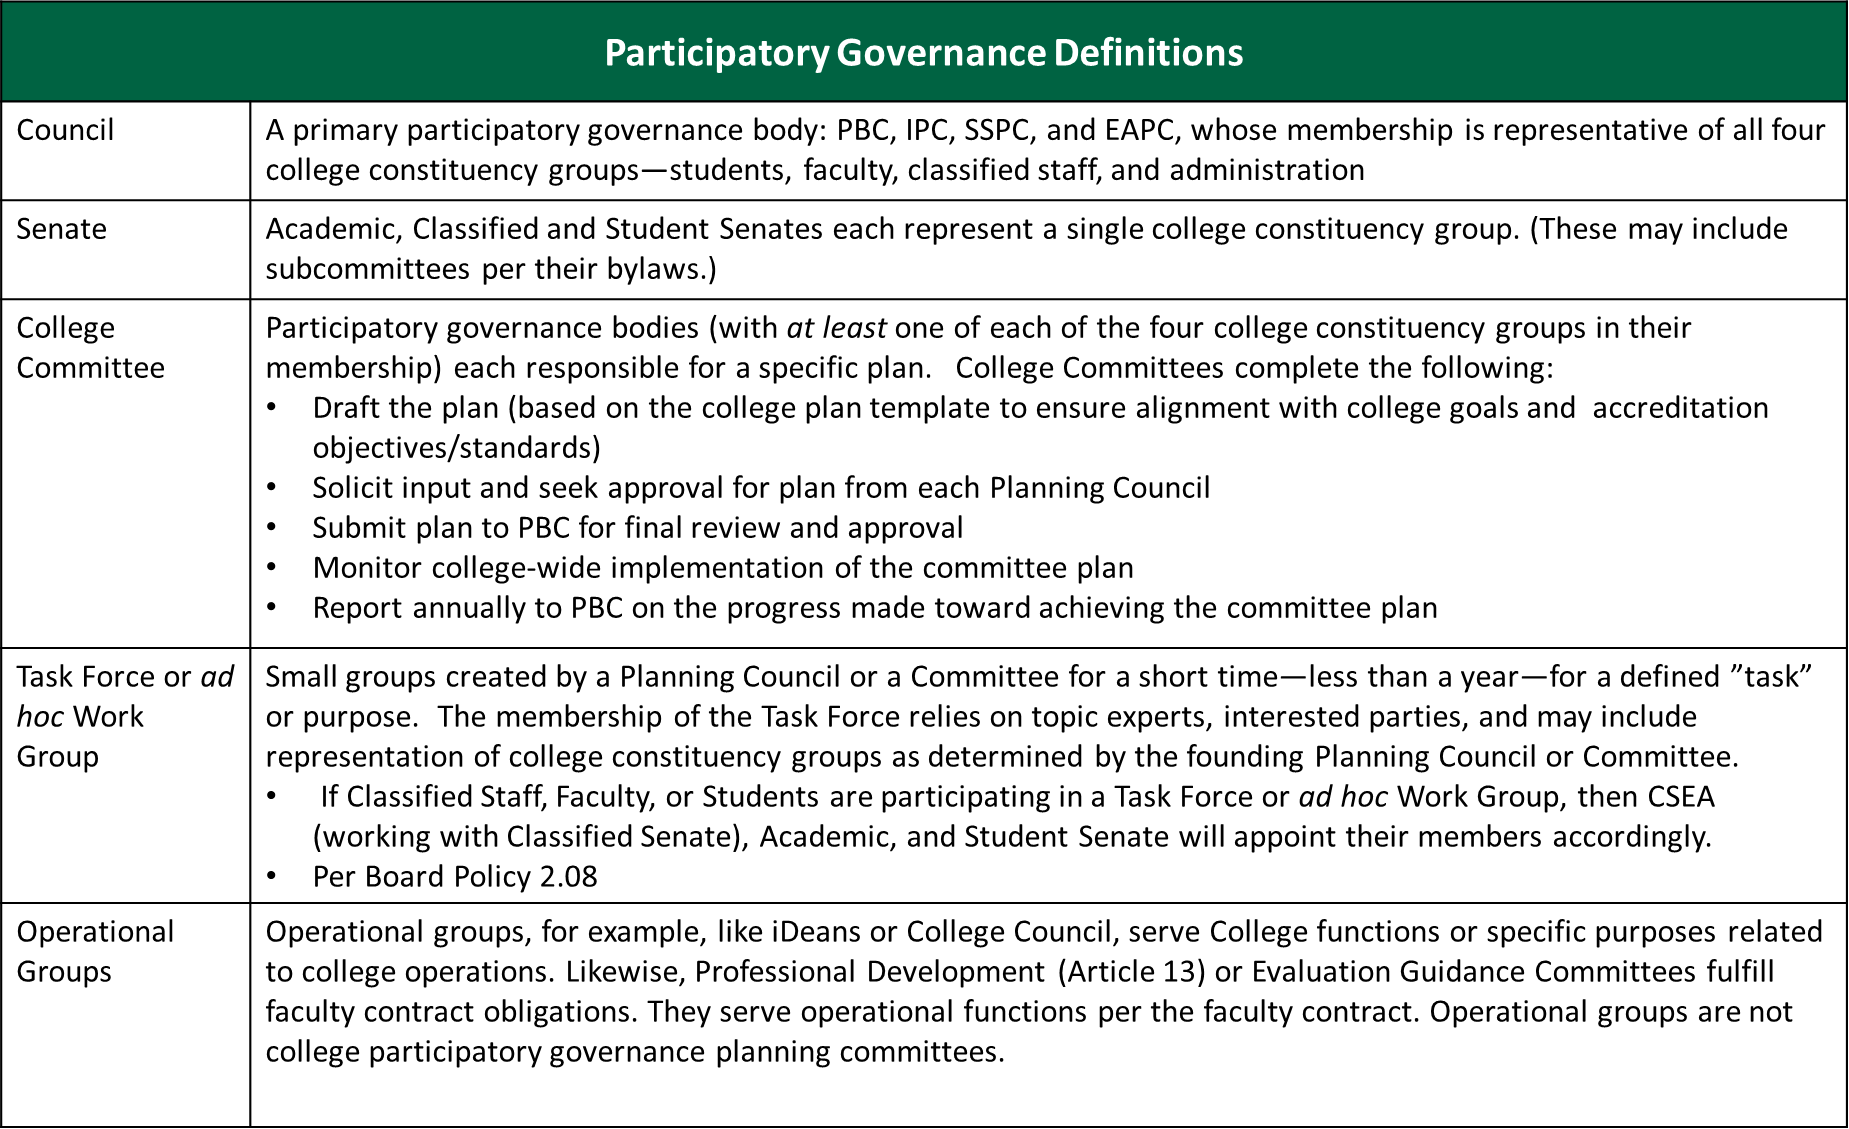 Participatory Governance Definitions
Council
A primary participatory governance body: PBC, IPC, SSPC, and EAPC, whose membership is representative of all four
college constituency groups—students, faculty, classified staff, and administration
Senate
Academic, Classified and Student Senates each represent a single college constituency group. (These may include
subcommittees per their bylaws.)
College
Committee
Participatory governance bodies (with at least one of each of the four college constituency groups in their
membership) each responsible for a specific plan.   College Committees complete the following:
• Draft the plan (based on the college plan template to ensure alignment with college goals and  accreditation
objectives/standards)
• Solicit input and seek approval for plan from each Planning Council
• Submit plan to PBC for final review and approval
• Monitor college-wide implementation of the committee plan
• Report annually to PBC on the progress made toward achieving the committee plan
Task Force or ad
hoc Work
Group
Small groups created by a Planning Council or a Committee for a short time—less than a year—for a defined ”task”
or purpose.  The membership of the Task Force relies on topic experts, interested parties, and may include
representation of college constituency groups as determined by the founding Planning Council or Committee.
• If Classified Staff, Faculty, or Students are participating in a Task Force or ad hoc Work Group, then CSEA
(working with Classified Senate), Academic, and Student Senate will appoint their members accordingly.
• Per Board Policy 2.08
Operational
Groups
Operational groups, for example, like iDeans or College Council, serve College functions or specific purposes related
to college operations. Likewise, Professional Development (Article 13) or Evaluation Guidance Committees fulfill
faculty contract obligations. They serve operational functions per the faculty contract. Operational groups are not
college participatory governance planning committees.